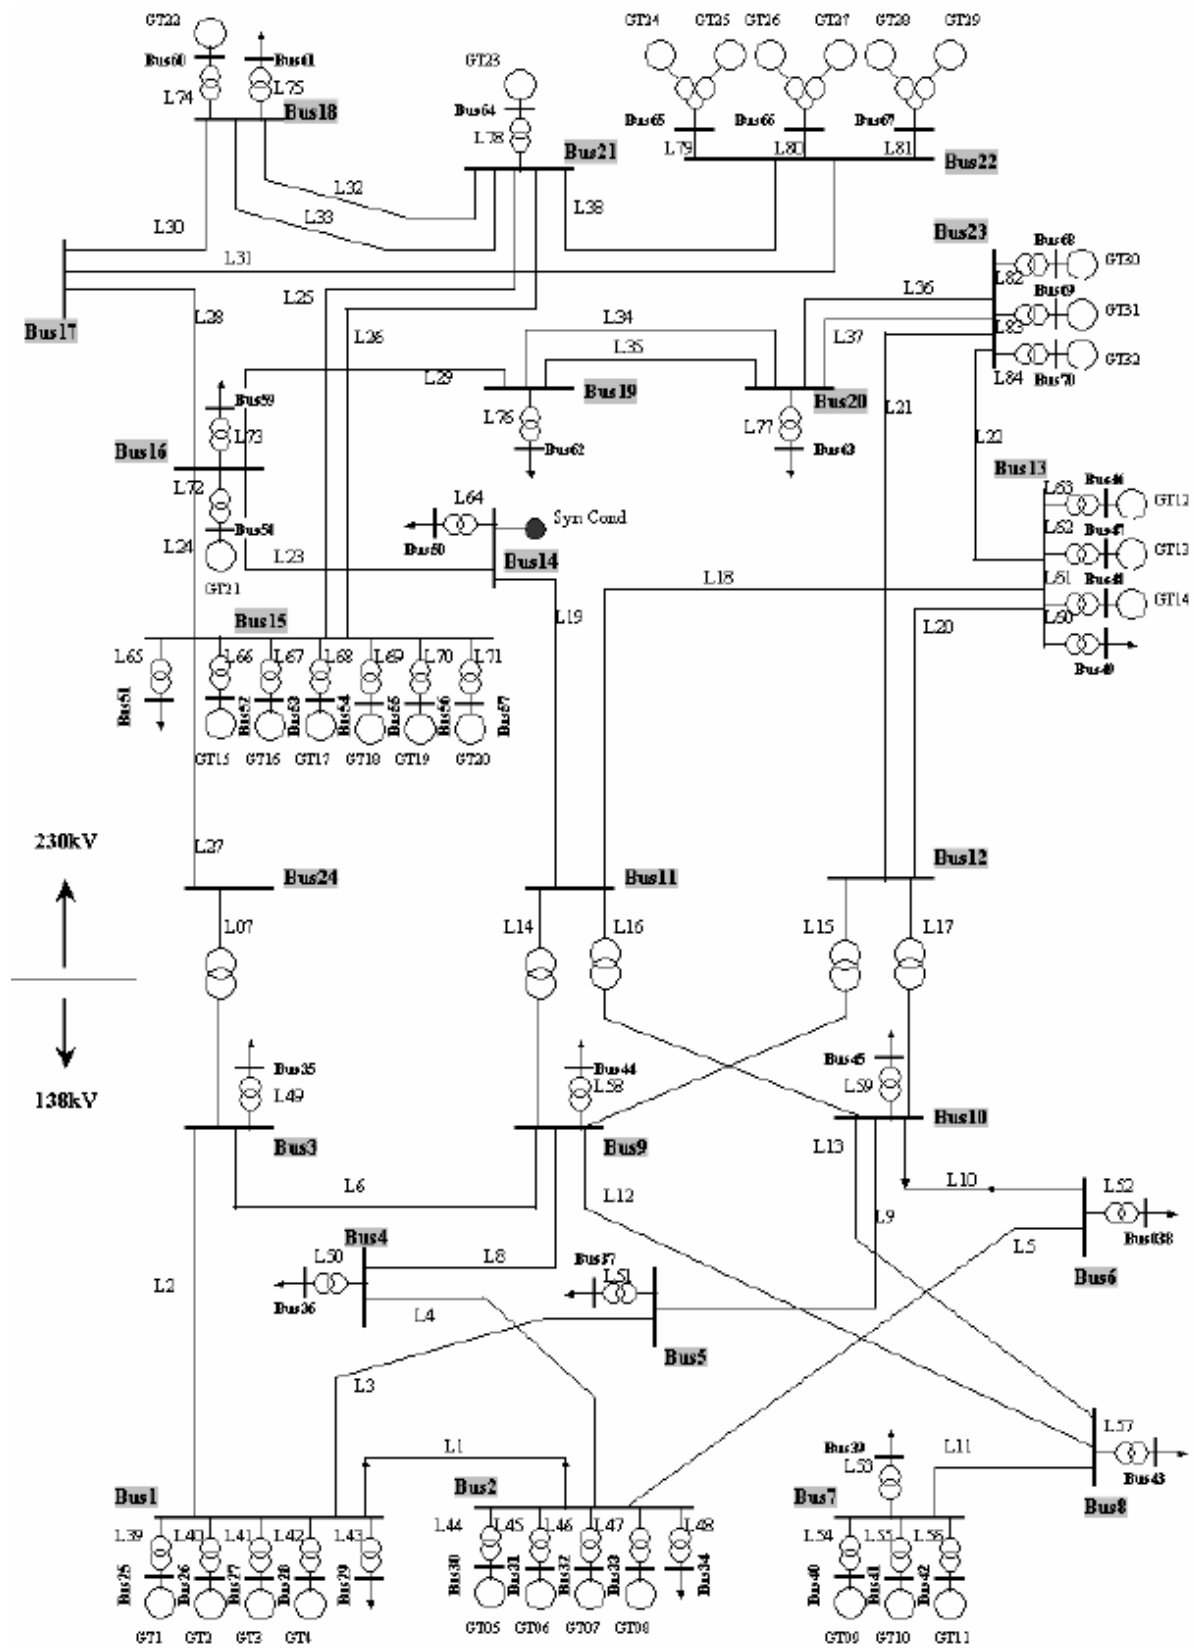 GT22
GT24 GT25 GT26 GT27 GT28 GT29
Bus60 Bus61
GT23
L74 L75
Bus18
Bus64
Bus65 Bus66 Bus67
L78
L79 L80 L81
Bus21
Bus22
L32
L33
L38
L30
L31
Bus23
Bus68
GT30
L82
Bus69
L25
L28
L36
GT31
L83
Bus17
L26
L34
L37
L35
GT32
L84 Bus70
L29
Bus59
Bus19
Bus20
L21
L76
L77
L73
L22
Bus16
Bus62
Bus63
Bus13
L72
L63
Bus46
GT12
L64
Syn Cond
L62
Bus47
L24
Bus50
Bus14
GT13
L23
GT21
L18
L61
GT14
L19
L20
L60
Bus15
Bus49
L65 L66 L67 L68 L69 L70 L71
Bus51 Bus52 Bus53 Bus54 Bus55 Bus56 Bus57
GT15 GT16 GT17 GT18 GT19 GT20
230kV
L27
Bus24
Bus11
Bus12
L07
L14
L16
L15
L17
138kV
Bus35
Bus44
Bus45
L49
L58
L59
Bus3
Bus9
Bus10
L13
L6
L12
L10
L52
L9
Bus4
Bus37
L5
Bus038
L2
L50
L8
L51
Bus6
Bus36
L4
Bus5
L3
L1
Bus39
L57
L11
L53
Bus43
Bus1
Bus2
Bus7
Bus8
L39 L40 L41 L42 L43
L44 L45 L46 L47 L48
L54 L55 L56
Bus25 Bus26 Bus27 Bus28 Bus29
Bus30 Bus31 Bus32 Bus33 Bus34
Bus40 Bus41 Bus42
GT1 GT2 GT3 GT4
GT05 GT06 GT07 GT08
GT09 GT10 GT11